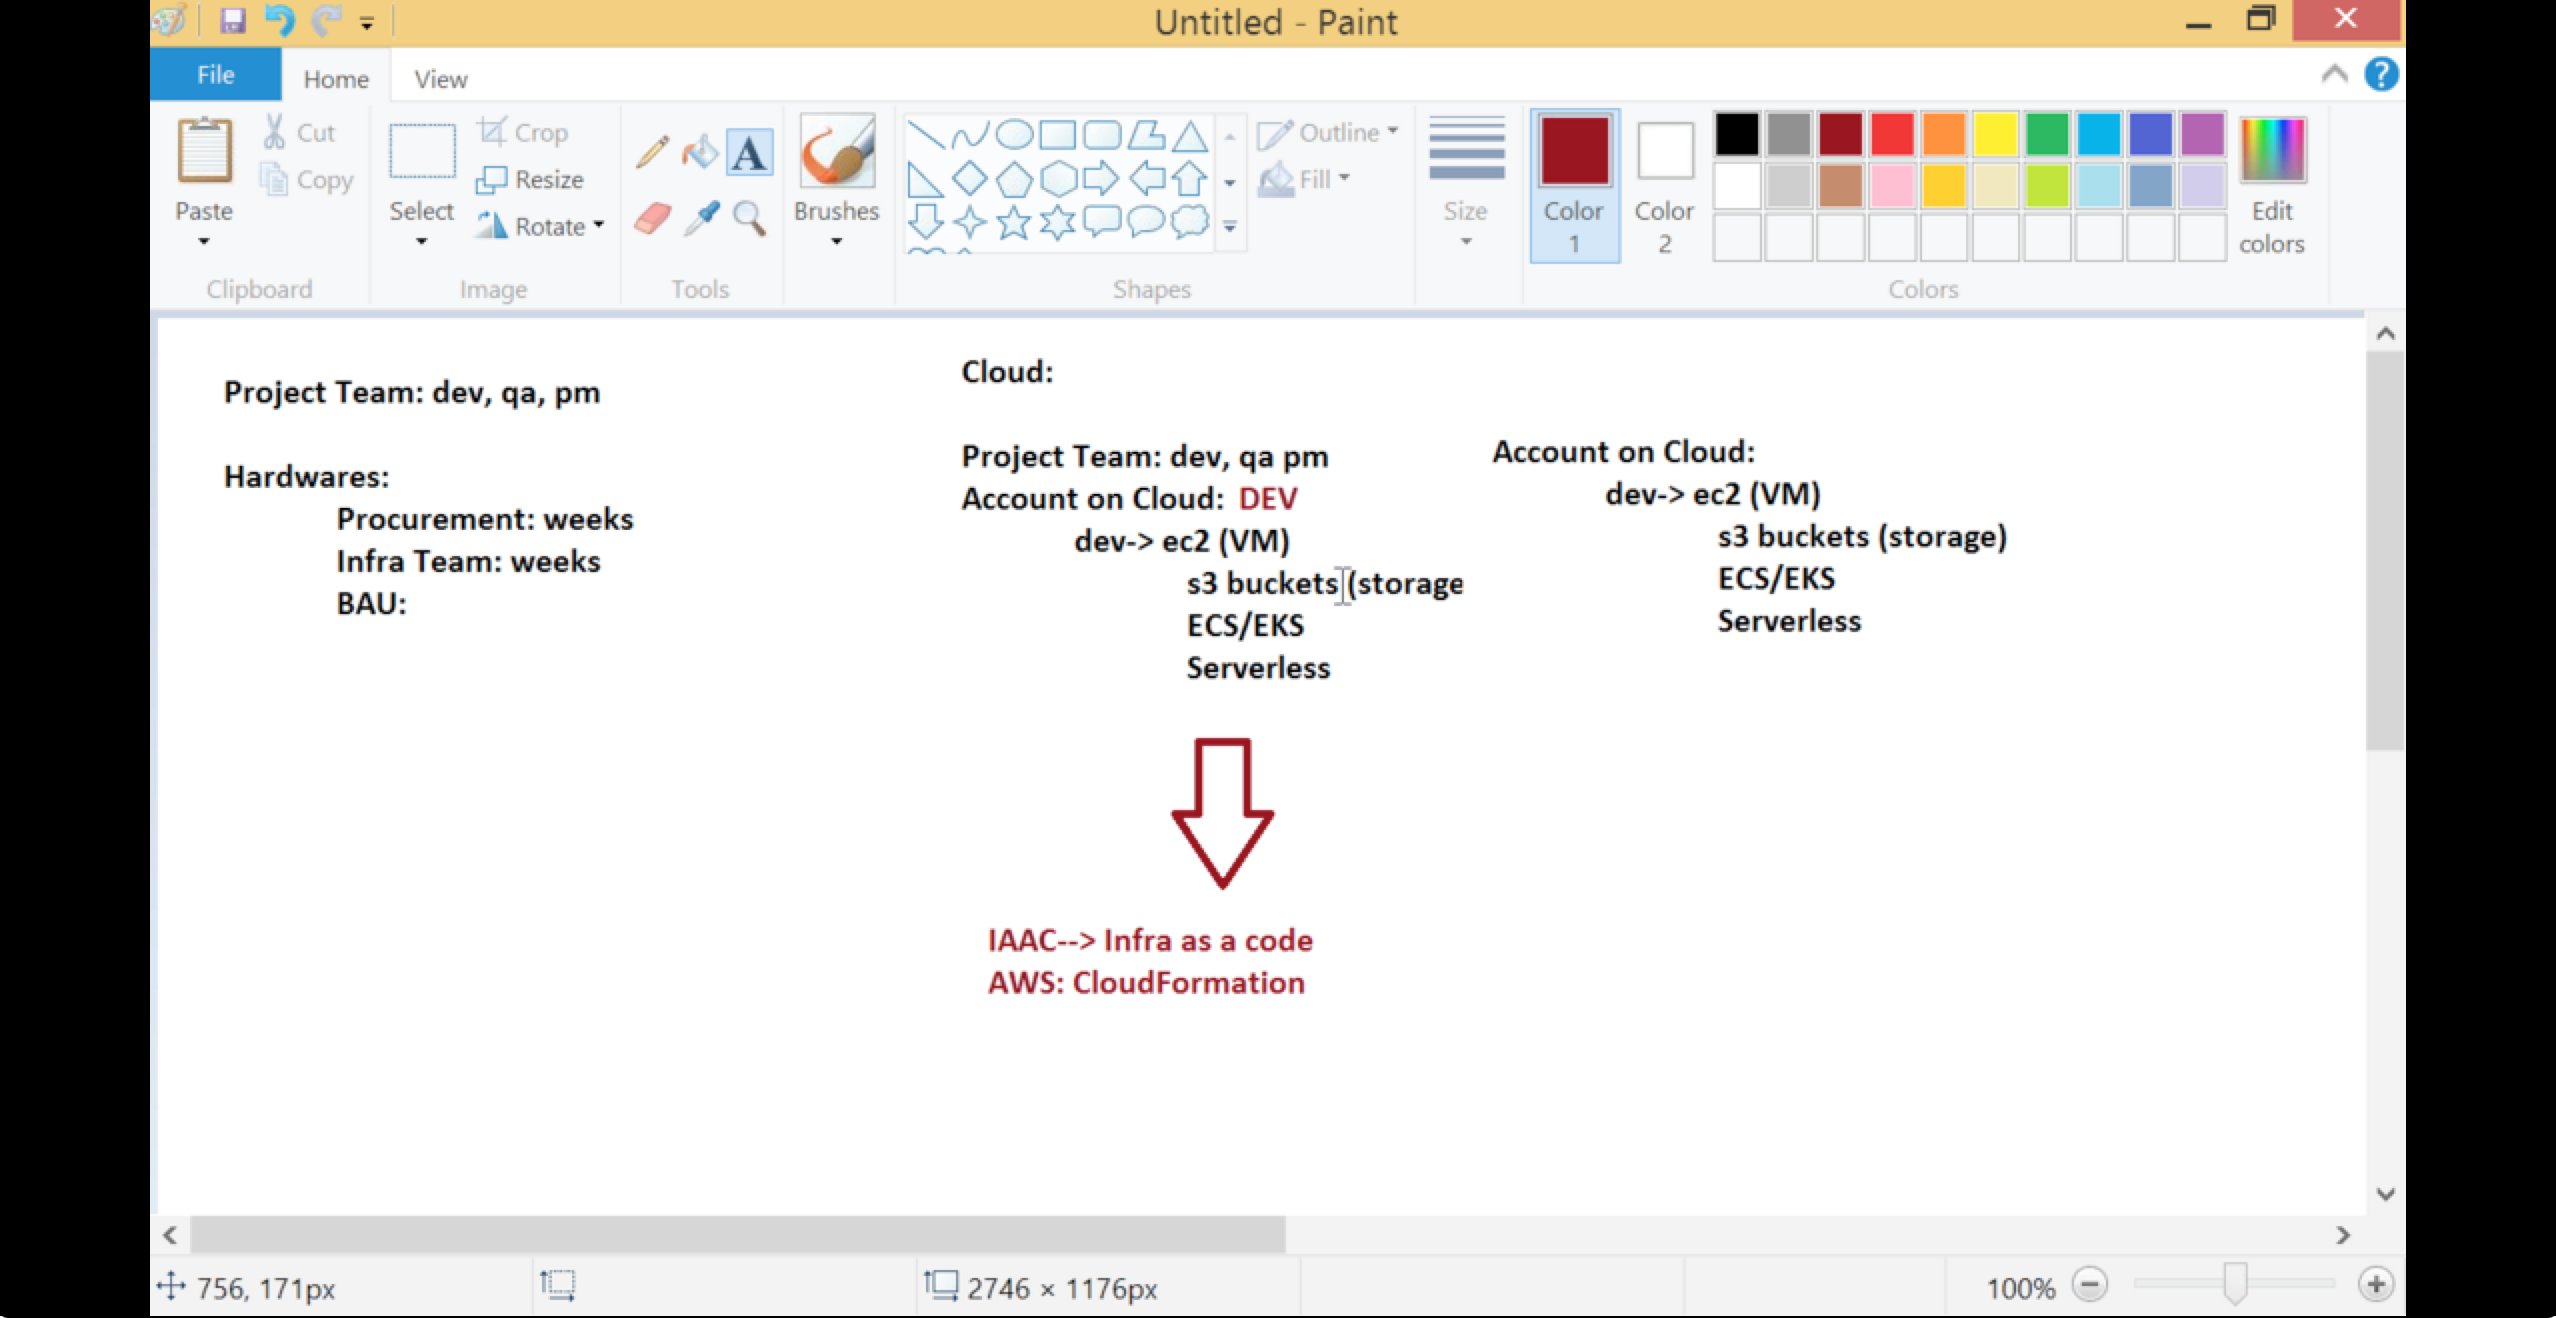 Untitled - Paint
File
Home
View
Paste
Cut
Copy
Clipboard
Select
Crop
Resize
Rotate
Image
A
Tools
Brushes
Outline
Fill
Shapes
Size
Color
1
Color
2
Edit
colors
Colors
?
Project Team: dev, qa, pm
Hardwares:
Procurement: weeks
Infra Team: weeks
BAU:
Cloud:
Project Team: dev, qa pm
Account on Cloud: DEV
dev-> ec2 (VM)
s3 buckets (storage
ECS/EKS
Serverless
Account on Cloud:
dev-> ec2 (VM)
s3 buckets (storage)
ECS/EKS
Serverless
IAAC--> Infra as a code
AWS: CloudFormation
756, 171px
2746 × 1176px
100%